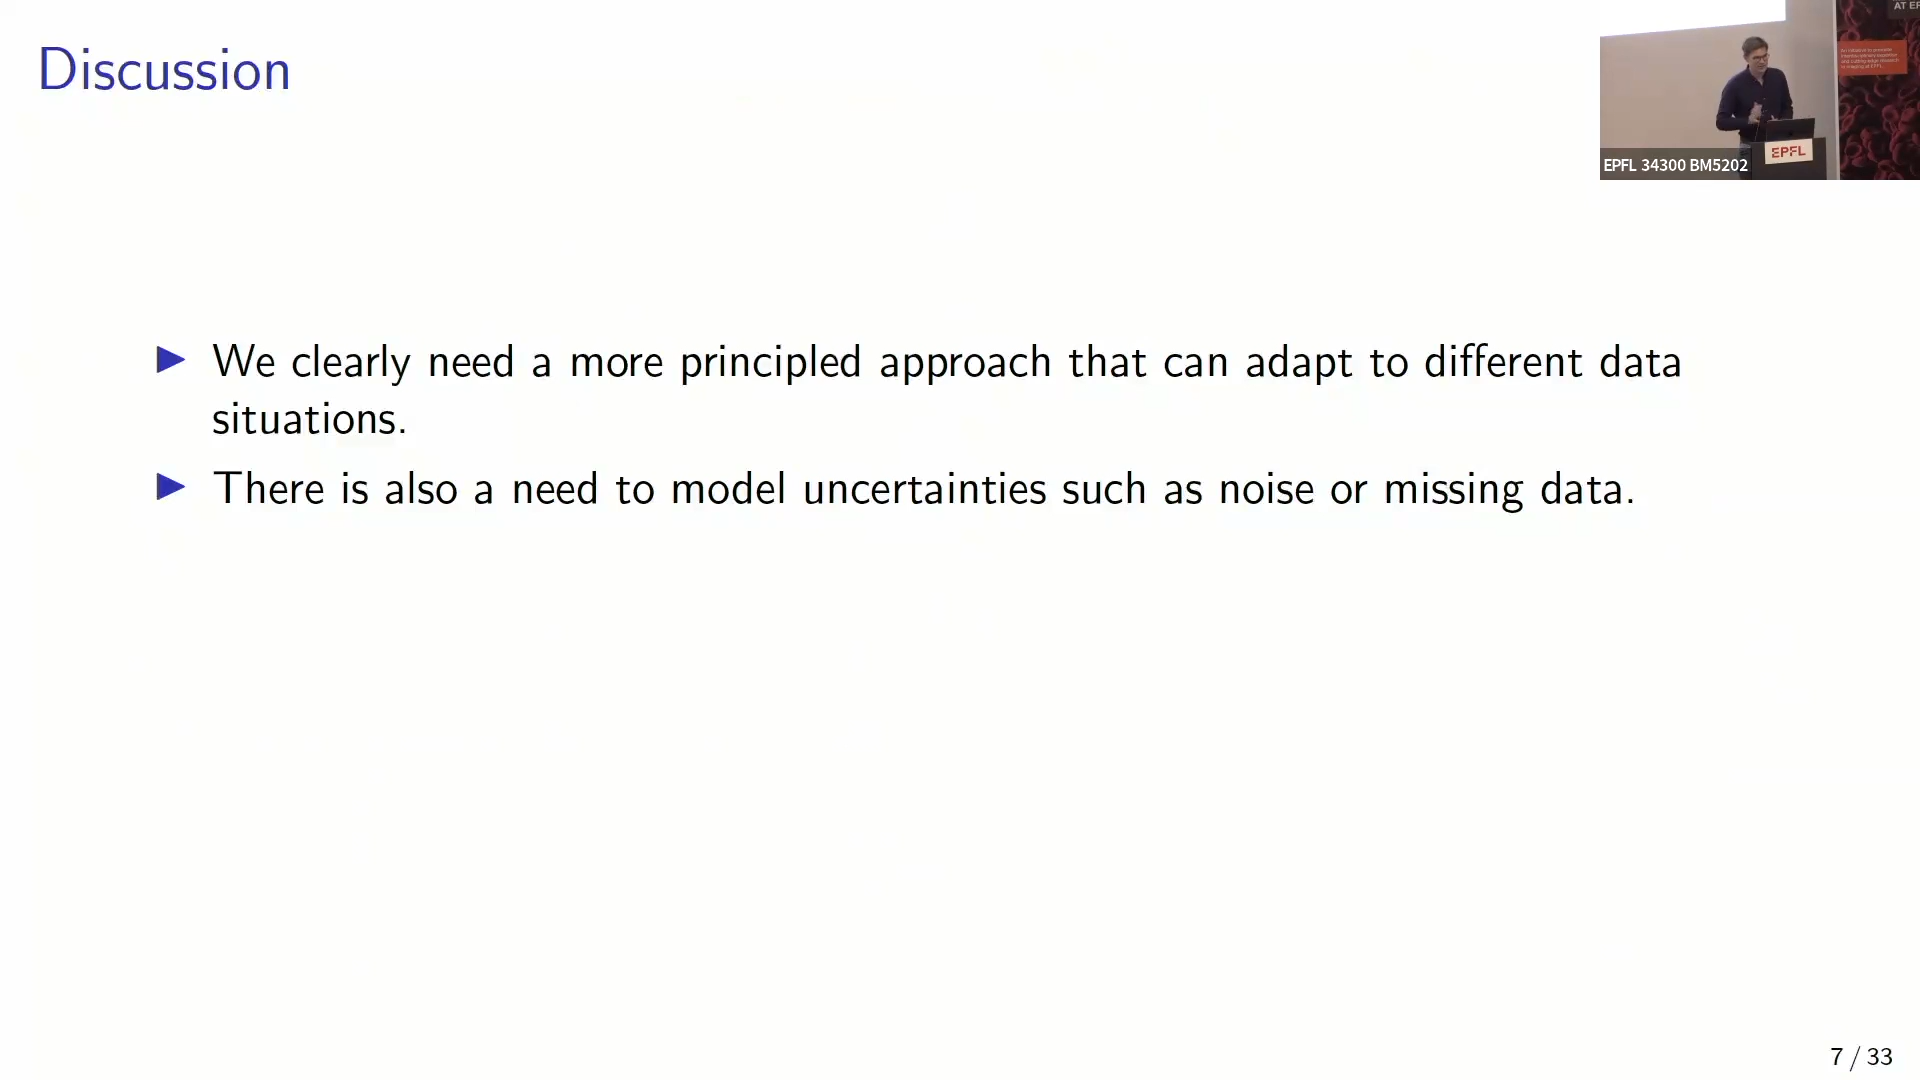 Discussion
We clearly need a more principled approach that can adapt to different data
situations.
There is also a need to model uncertainties such as noise or missing data.
7 / 33
EPFL 34300 BM5202
EPFL